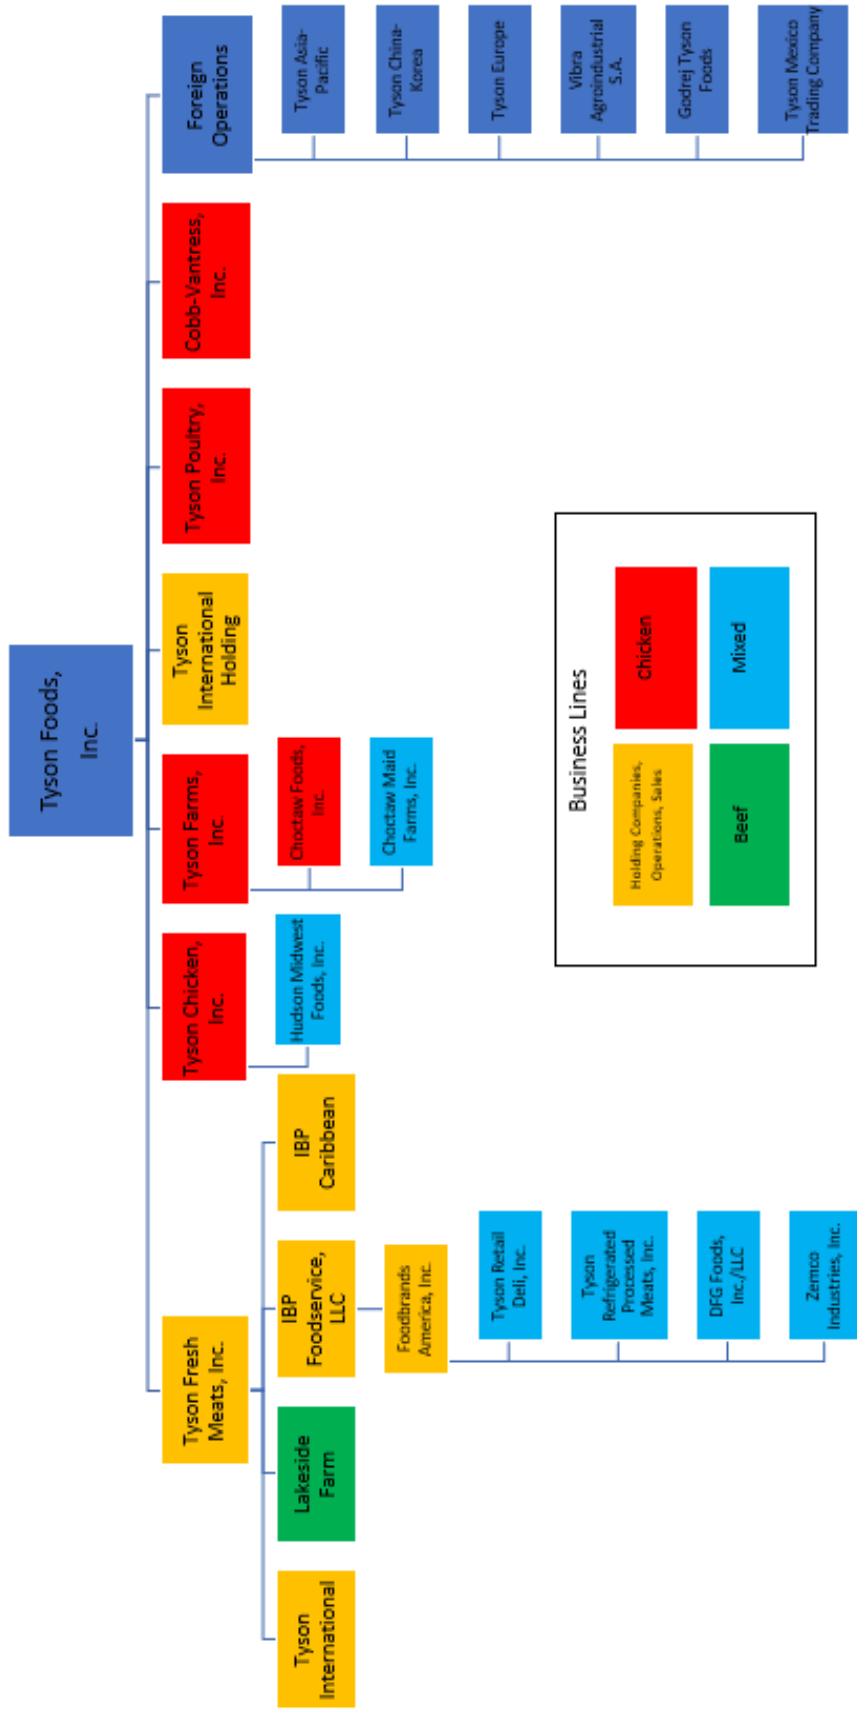 Tyson Foods,
Inc.
Tyson Fresh
Meats, Inc.
Tyson Chicken,
Inc.
Tyson Farms,
Inc.
Tyson
International
Holding
Tyson Poultry,
Inc.
Cobb-Vantress,
Inc.
Foreign
Operations
Tyson
International
Lakeside
Farm
IBP
Foodservice,
LLC
IBP
Caribbean
Foodbrands
America, Inc.
Tyson Retail
Deli, Inc.
Tyson
Refrigerated
Processed
Meats, Inc.
DFG Foods,
Inc./LLC
Zemco
Industries, Inc.
Hudson Midwest
Foods, Inc.
Choctaw Foods,
Inc.
Choctaw Maid
Farms, Inc.
Tyson Asia-
Pacific
Tyson China-
Korea
Tyson Europe
Vibra
Agroindustrial
S.A.
Godrej Tyson
Foods
Tyson Mexico
Trading Company
Business Lines
Holding Companies,
Operations, Sales
Chicken
Beef
Mixed